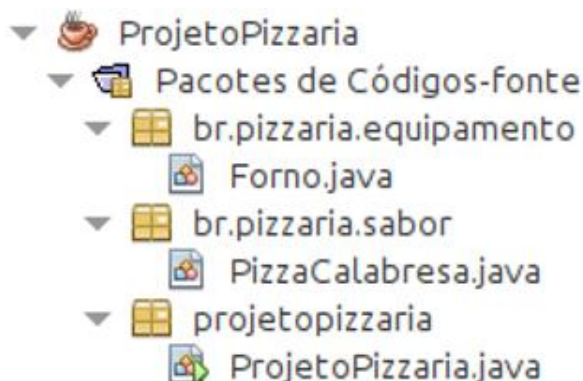 ProjetoPizzaria
Pacotes de Códigos-fonte
br.pizzaria.equipamento
Forno.java
br.pizzaria.sabor
PizzaCalabresa.java
projetopizzaria
ProjetoPizzaria.java